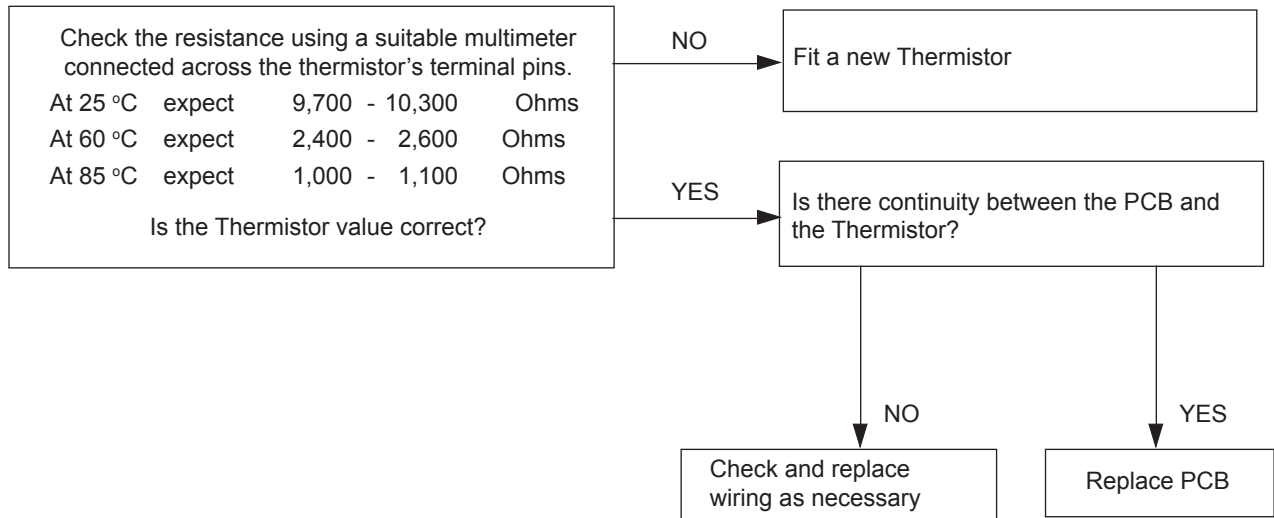 Check the resistance using a suitable multimeter
connected across the thermistor's terminal pins.
At 25 °C expect 9,700 - 10,300 Ohms
At 60 °C expect 2,400 - 2,600 Ohms
At 85 °C expect 1,000 - 1,100 Ohms
Is the Thermistor value correct?
NO
Fit a new Thermistor
YES
Is there continuity between the PCB and
the Thermistor?
NO
Check and replace
wiring as necessary
YES
Replace PCB